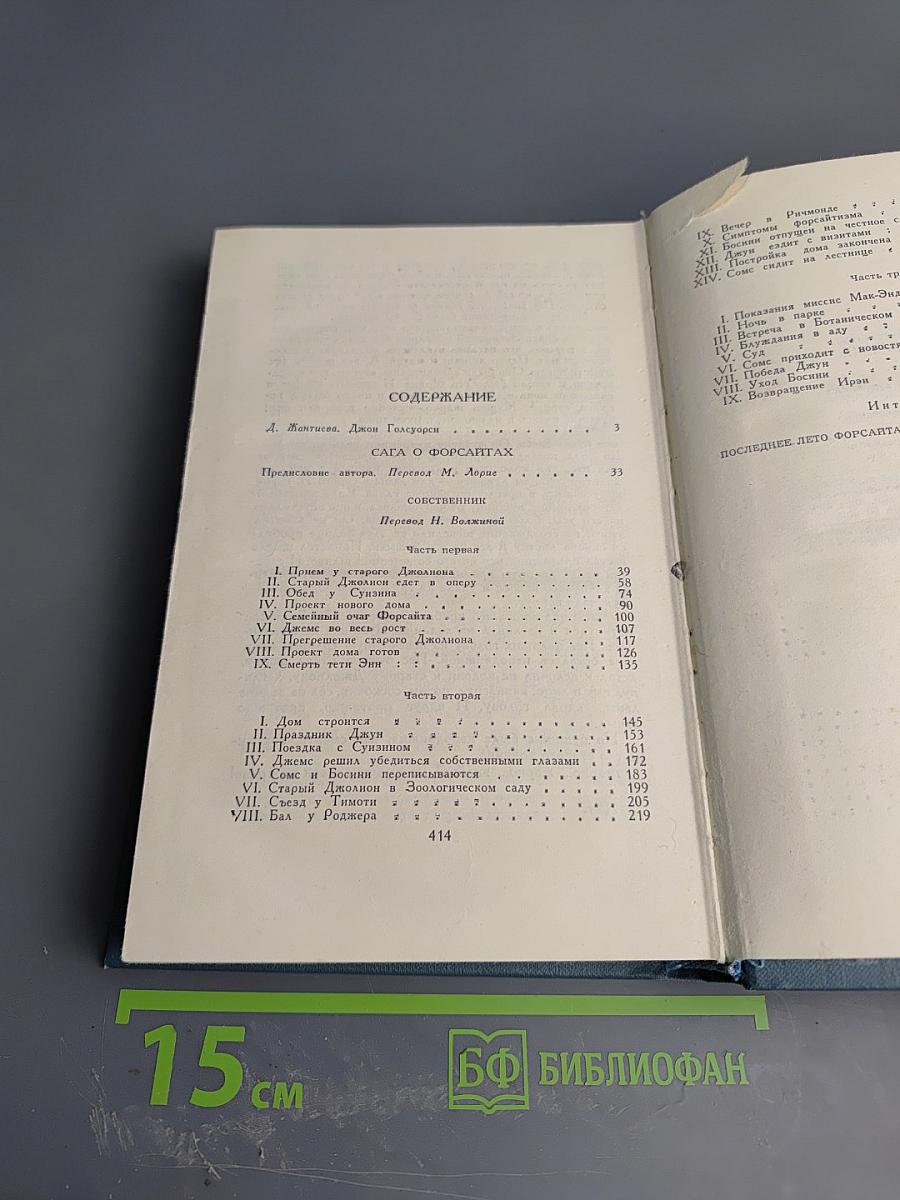 СОДЕРЖАНИЕ
Д. Жантиева. Джон Голсуорси . . . . . . . . . . 3
САГА О ФОРСАЙТАХ
Предисловие автора. Перевод М. Лорие . . . . . . 33
СОБСТВЕННИК
Перевод Н. Волжиной
Часть первая
I. Прием у старого Джолиона . . . . . . . . . 39
II. Старый Джолион едет в оперу . . . . . . . . 58
III. Обед у Суизина . . . . . . . . . . . . 74
IV. Проект нового дома . . . . . . . . . . . 90
V. Семейный очаг Форсайта . . . . . . . . . . 100
VI. Джемс во весь рост . . . . . . . . . . . 107
VII. Прегрешение старого Джолиона . . . . . . . . 117
VIII. Проект дома готов . . . . . . . . . . . 126
IX. Смерть тети Энн . . . . . . . . . . . . 135
Часть вторая
I. Дом строится . . . . . . . . . . . . . 145
II. Праздник Джун . . . . . . . . . . . . 153
III. Поездка с Суизином . . . . . . . . . . . 161
IV. Джемс решил убедиться собственными глазами . . 172
V. Сомс и Босини переписываются . . . . . . . 183
VI. Старый Джолион в Зоологическом саду . . . . . 199
VII. Съезд у Тимоти . . . . . . . . . . . . 205
VIII. Бал у Роджера . . . . . . . . . . . . 219
414
IX. Вечер в Ричмонде . . .
X. Симптомы форсайтизма .
XI. Босини отпущен на честное с
XII. Джун ездит с визитами :
XIII. Постройка дома закончена
XIV. Сомс сидит на лестнице .
Часть тр
I. Показания миссис Мак-Энд
II. Ночь в парке . . .
III. Встреча в Ботаническом
IV. Блуждания в аду . . .
V. Суд . . . .
VI. Сомс приходит с новостя
VII. Победа Джун . . .
VIII. Уход Босини . . .
IX. Возвращение Ирэн .
Инт
ПОСЛЕДНЕЕ ЛЕТО ФОРСАЙТА
15 см
БФ БИБЛИОФАН